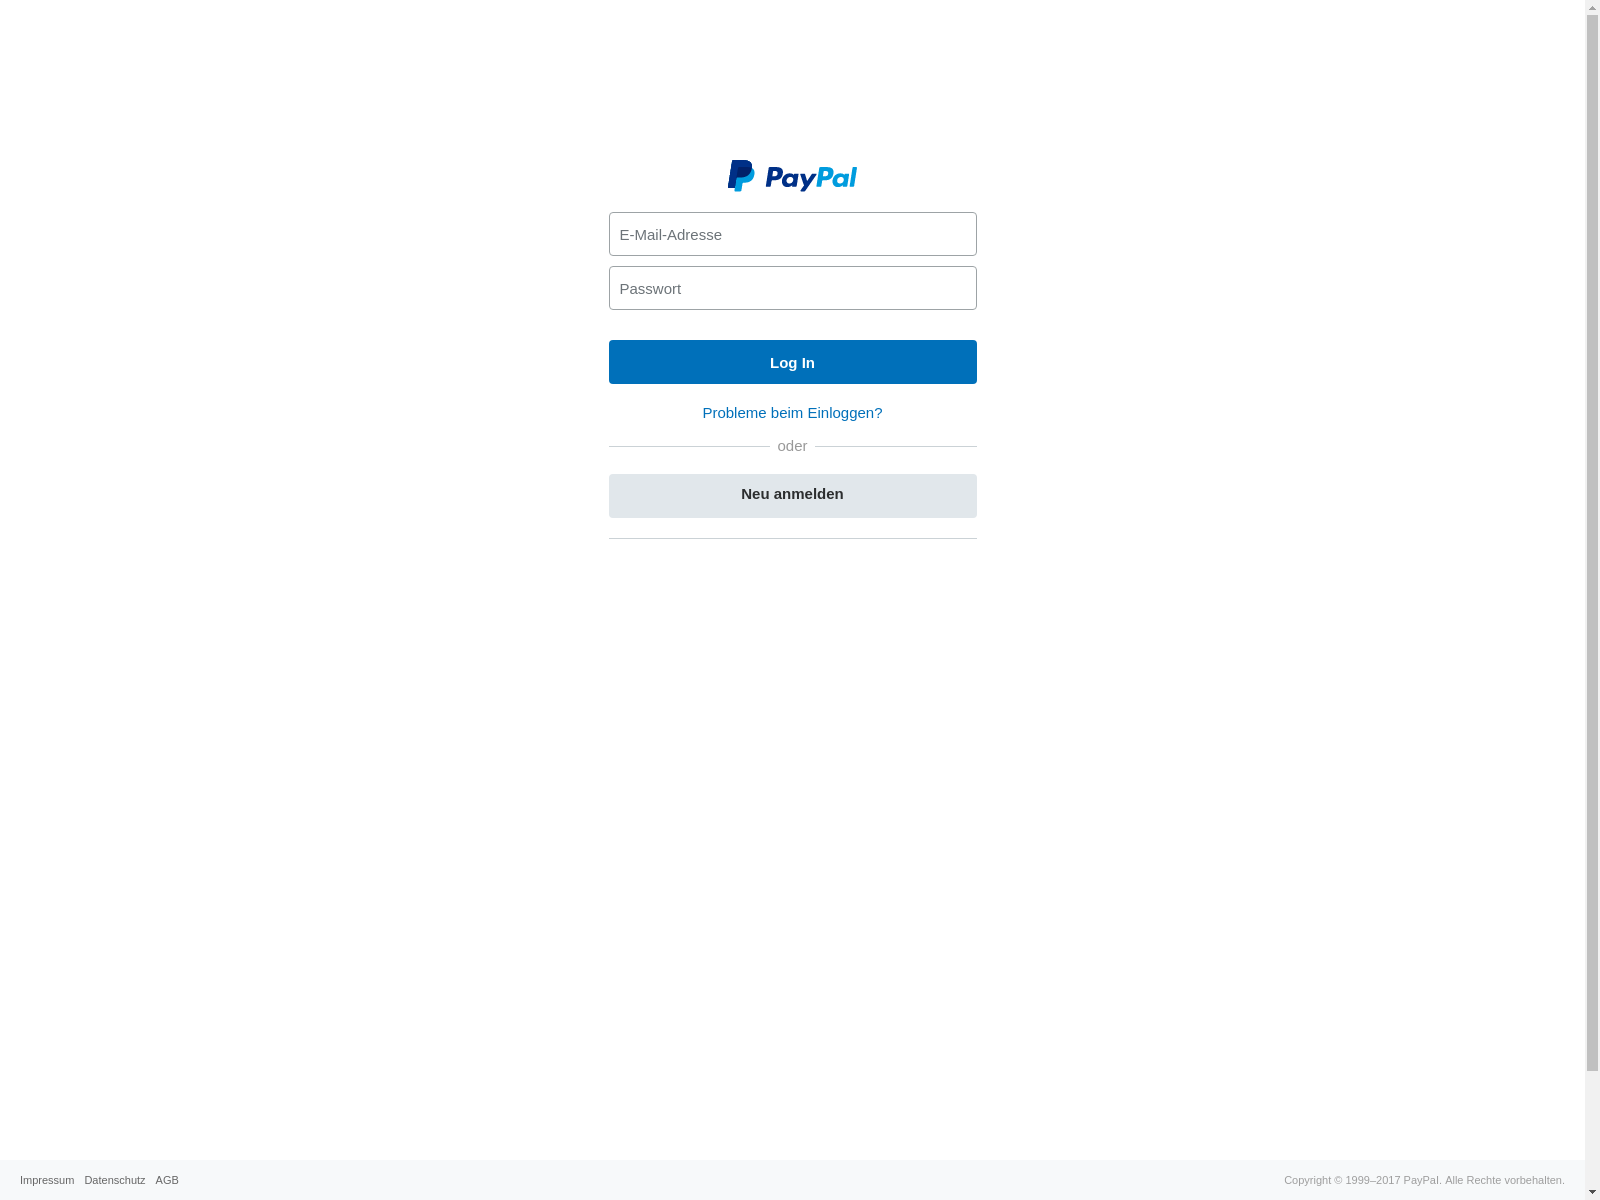 PayPal
E-Mail-Adresse
Passwort
Log In
Probleme beim Einloggen?
oder
Neu anmelden
Impressum Datenschutz AGB
Copyright © 1999–2017 PayPal. Alle Rechte vorbehalten.